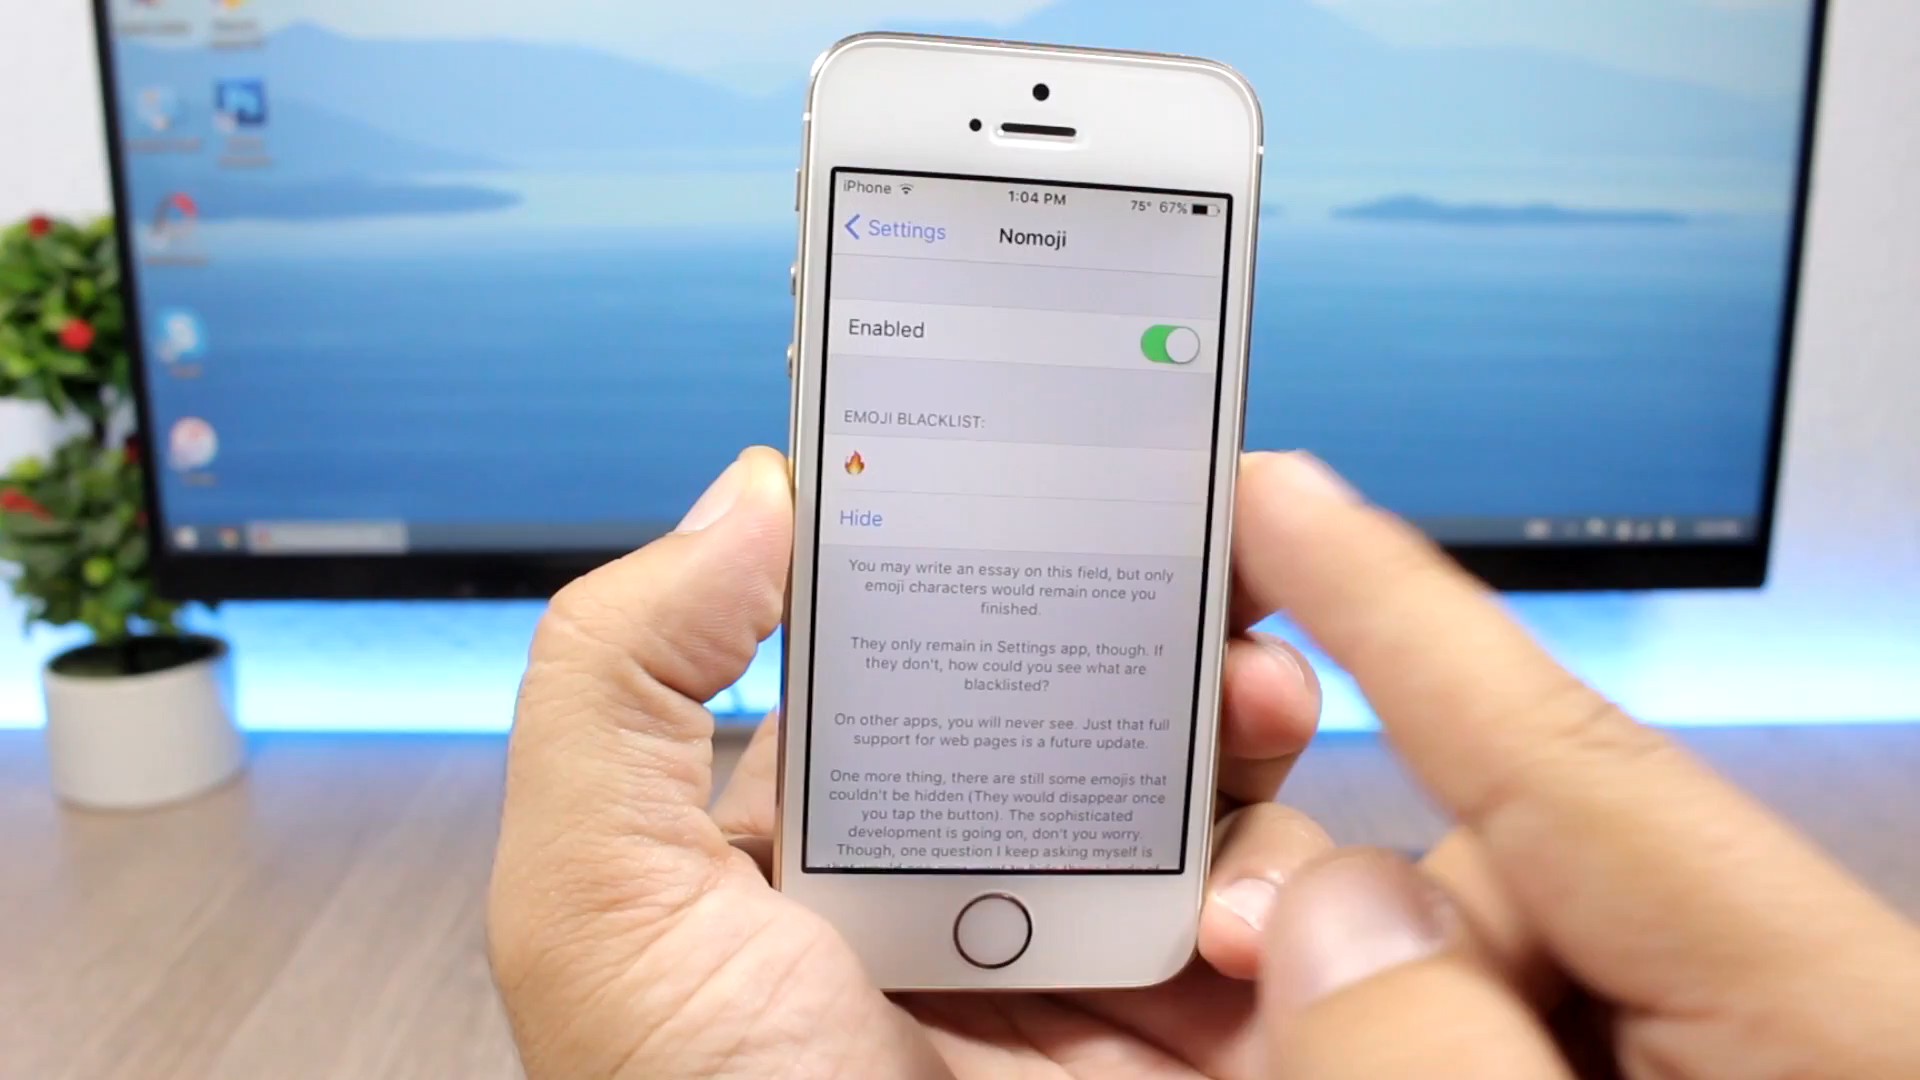 iPhone
1:04 PM
75° 67%
Settings
Nomoji
Enabled
EMOJI BLACKLIST:
🔥
Hide
You may write an essay on this field, but only
emoji characters would remain once you
finished.
They only remain in Settings app, though. If
they don't, how could you see what are
blacklisted?
On other apps, you will never see. Just that full
support for web pages is a future update.
One more thing, there are still some emojis that
couldn't be hidden (They would disappear once
you tap the button). The sophisticated
development is going on, don't you worry.
Though, one question I keep asking myself is